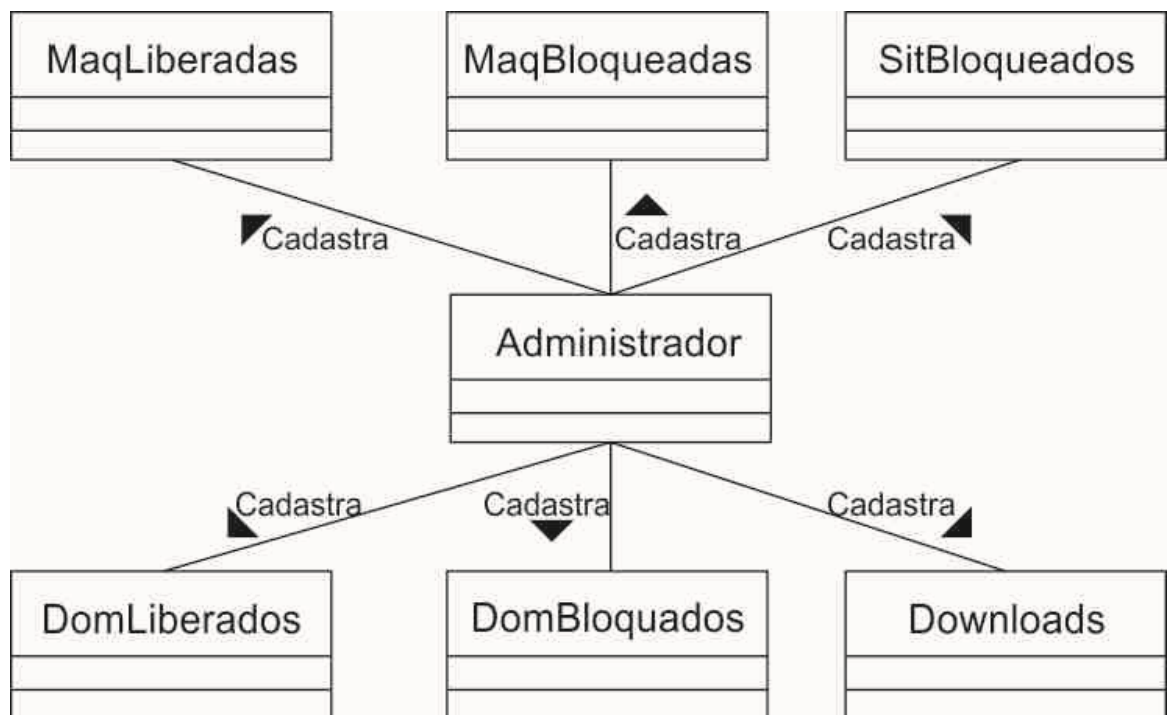 MaqLiberadas
MaqBloqueadas
SitBloqueados
Cadastra
Cadastra
Cadastra
Administrador
Cadastra
Cadastra
Cadastra
DomLiberados
DomBloquados
Downloads